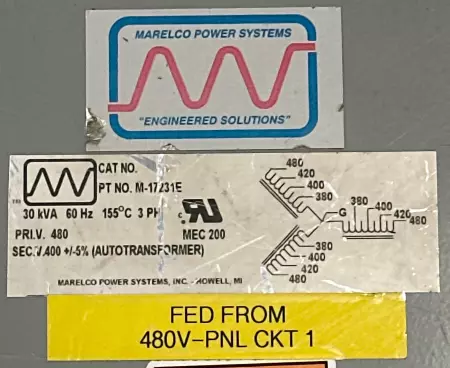 MARELCO POWER SYSTEMS
"ENGINEERED SOLUTIONS"
CAT NO.
PT NO. M-17231E
30 kVA 60 Hz 155°C 3 PH
PRI.V. 480
MEC 200
SEC.V.400 +/-5% (AUTOTRANSFORMER)
MARELCO POWER SYSTEMS, INC. - HOWELL, MI
480
420
400
380
G
380
400
420
480
380
400
420
480
FED FROM
480V-PNL CKT 1